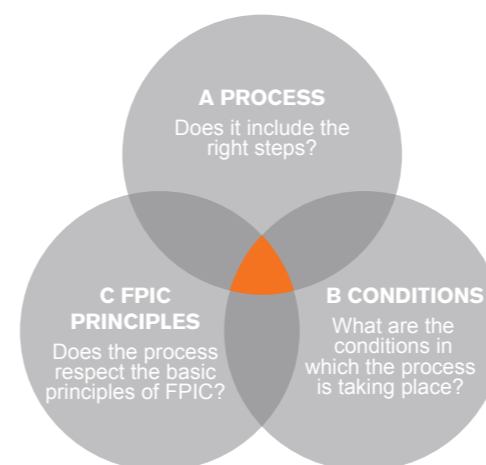 A PROCESS
Does it include the
right steps?
C FPIC
PRINCIPLES
Does the process
respect the basic
principles of FPIC?
B CONDITIONS
What are the
conditions in
which the process
is taking place?